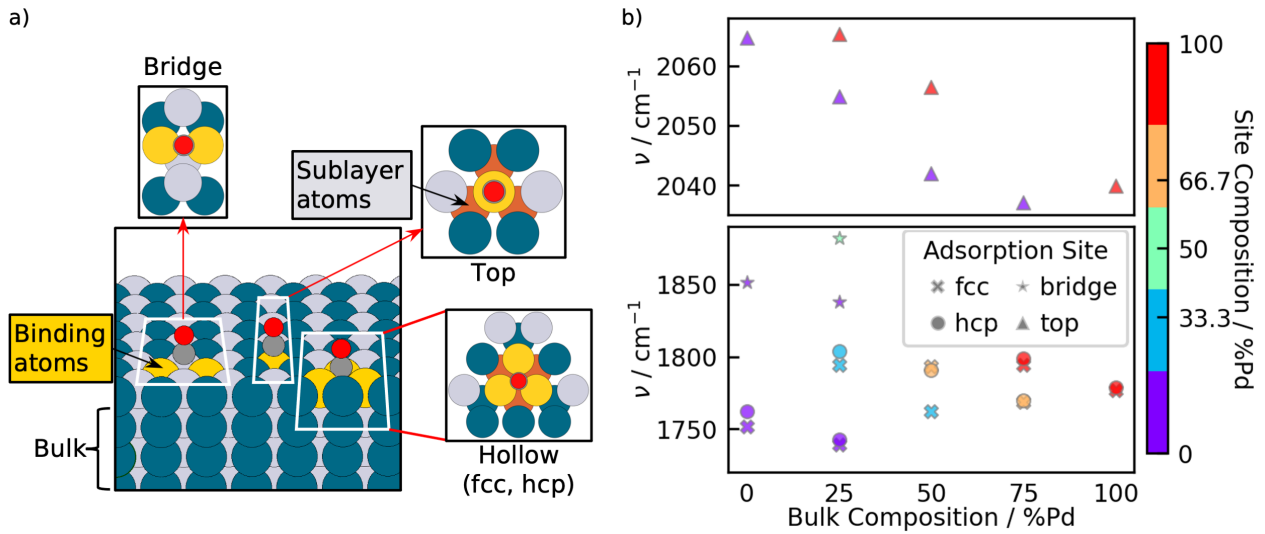 a)
Bridge
Sublayer
atoms
Top
Binding
atoms
Bulk
Hollow
(fcc, hcp)
b)
ν / cm⁻¹
2060
2050
2040
ν / cm⁻¹
1850
1800
1750
Adsorption Site
fcc
bridge
hcp
top
0
25
50
75
100
Bulk Composition / %Pd
100
66.7
50
33.3
0
Site Composition / %Pd